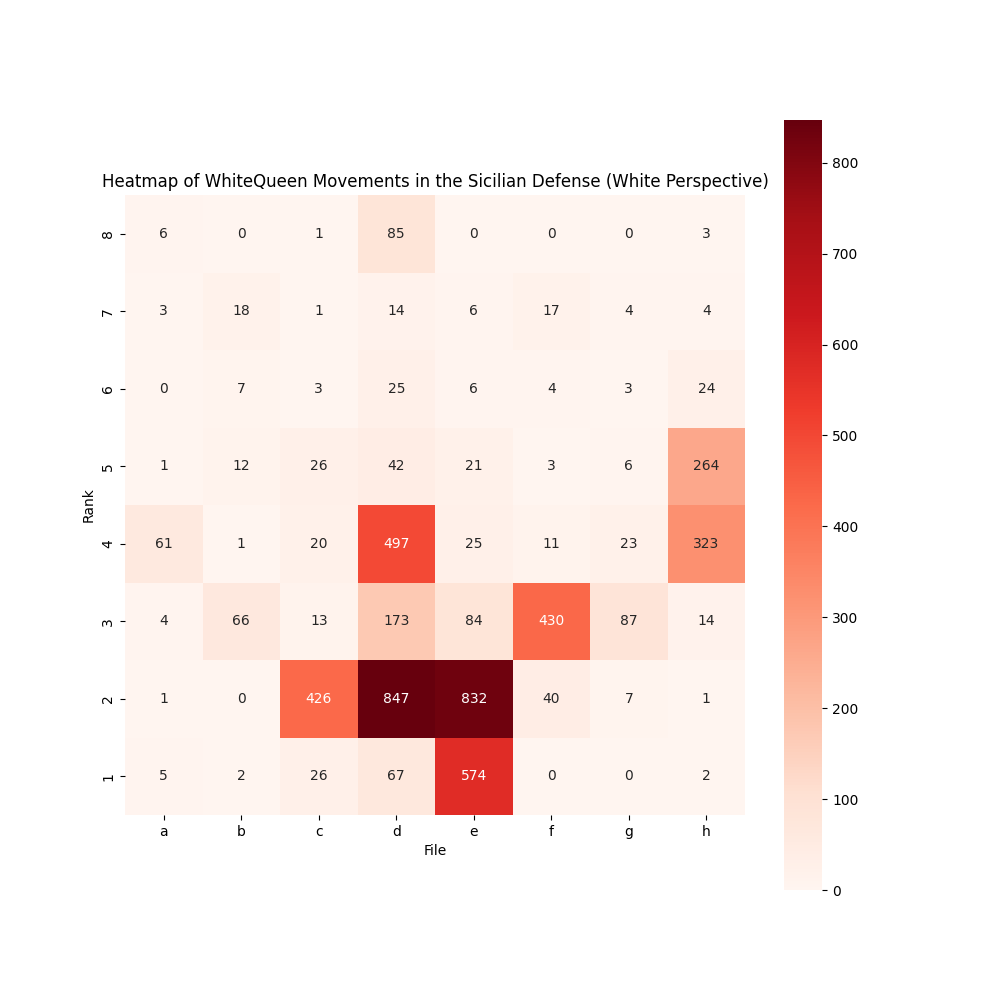 Heatmap of WhiteQueen Movements in the Sicilian Defense (White Perspective)
8 6 0 1 85 0 0 0 3
7 3 18 1 14 6 17 4 4
6 0 7 3 25 6 4 3 24
5 1 12 26 42 21 3 6 264
Rank
4 61 1 20 497 25 11 23 323
3 4 66 13 173 84 430 87 14
2 1 0 426 847 832 40 7 1
1 5 2 26 67 574 0 0 2
a b c d e f g h
File
800
700
600
500
400
300
200
100
0